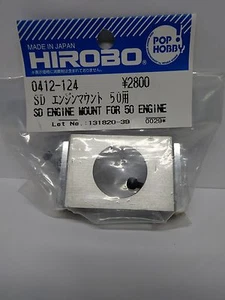 POP
HOBBY
MADE IN JAPAN
HIROBO®
0412-124 ¥2800
SD エンジンマウント 50用
SD ENGINE MOUNT FOR 50 ENGINE
Lot No. 131820-39 0029*